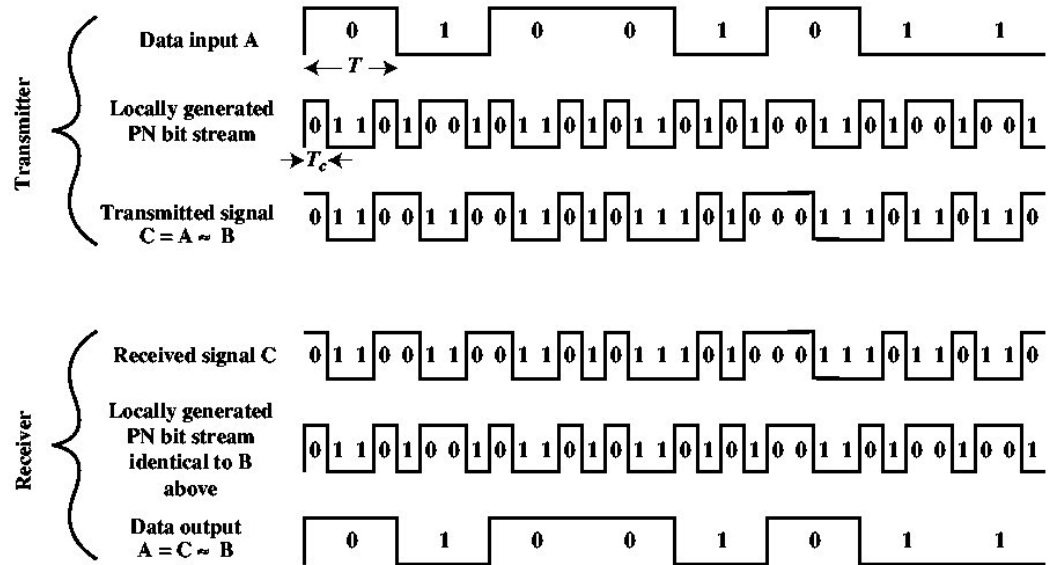 Transmitter
Data input A
0 1 0 0 1 0 1 1
T
Locally generated
PN bit stream
0 1 1 0 1 0 0 1 0 1 1 0 1 0 1 1 0 1 0 1 0 0 1 1 0 1 0 0 1 0 0 1
Tc
Transmitted signal
C = A ≈ B
0 1 1 0 0 1 1 0 0 1 1 0 1 0 1 1 1 0 1 0 0 0 1 1 1 0 1 1 0 1 1 0
Receiver
Received signal C
0 1 1 0 0 1 1 0 0 1 1 0 1 0 1 1 1 0 1 0 0 0 1 1 1 0 1 1 0 1 1 0
Locally generated
PN bit stream
identical to B
above
0 1 1 0 1 0 0 1 0 1 1 0 1 0 1 1 0 1 0 1 0 0 1 1 0 1 0 0 1 0 0 1
Data output
A = C ≈ B
0 1 0 0 1 0 1 1